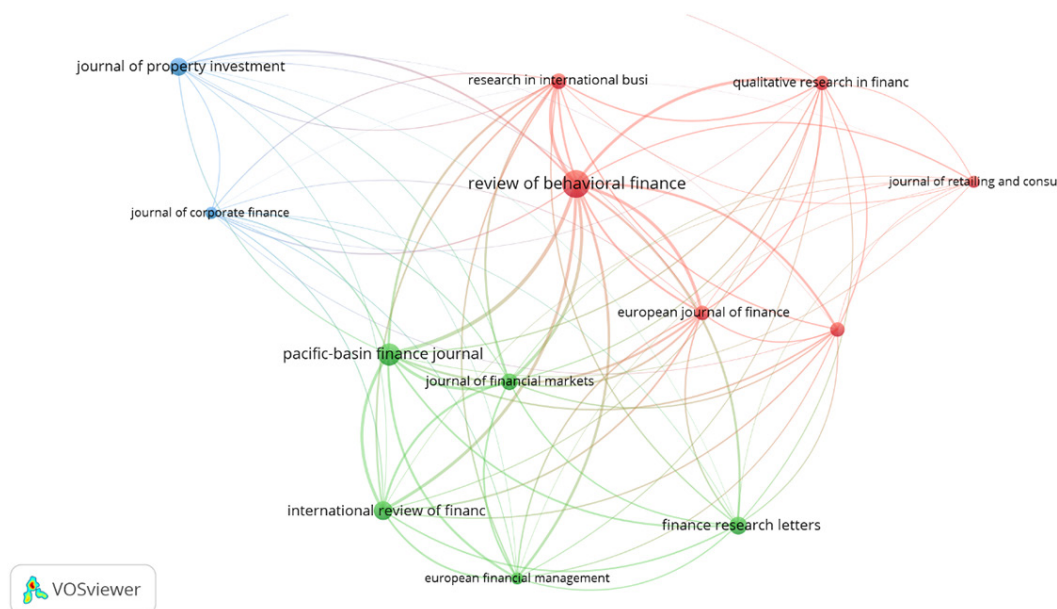 journal of property investment
research in international busi
qualitative research in financ
review of behavioral finance
journal of retailing and consu
journal of corporate finance
european journal of finance
pacific-basin finance journal
journal of financial markets
international review of financ
finance research letters
european financial management
VOSviewer